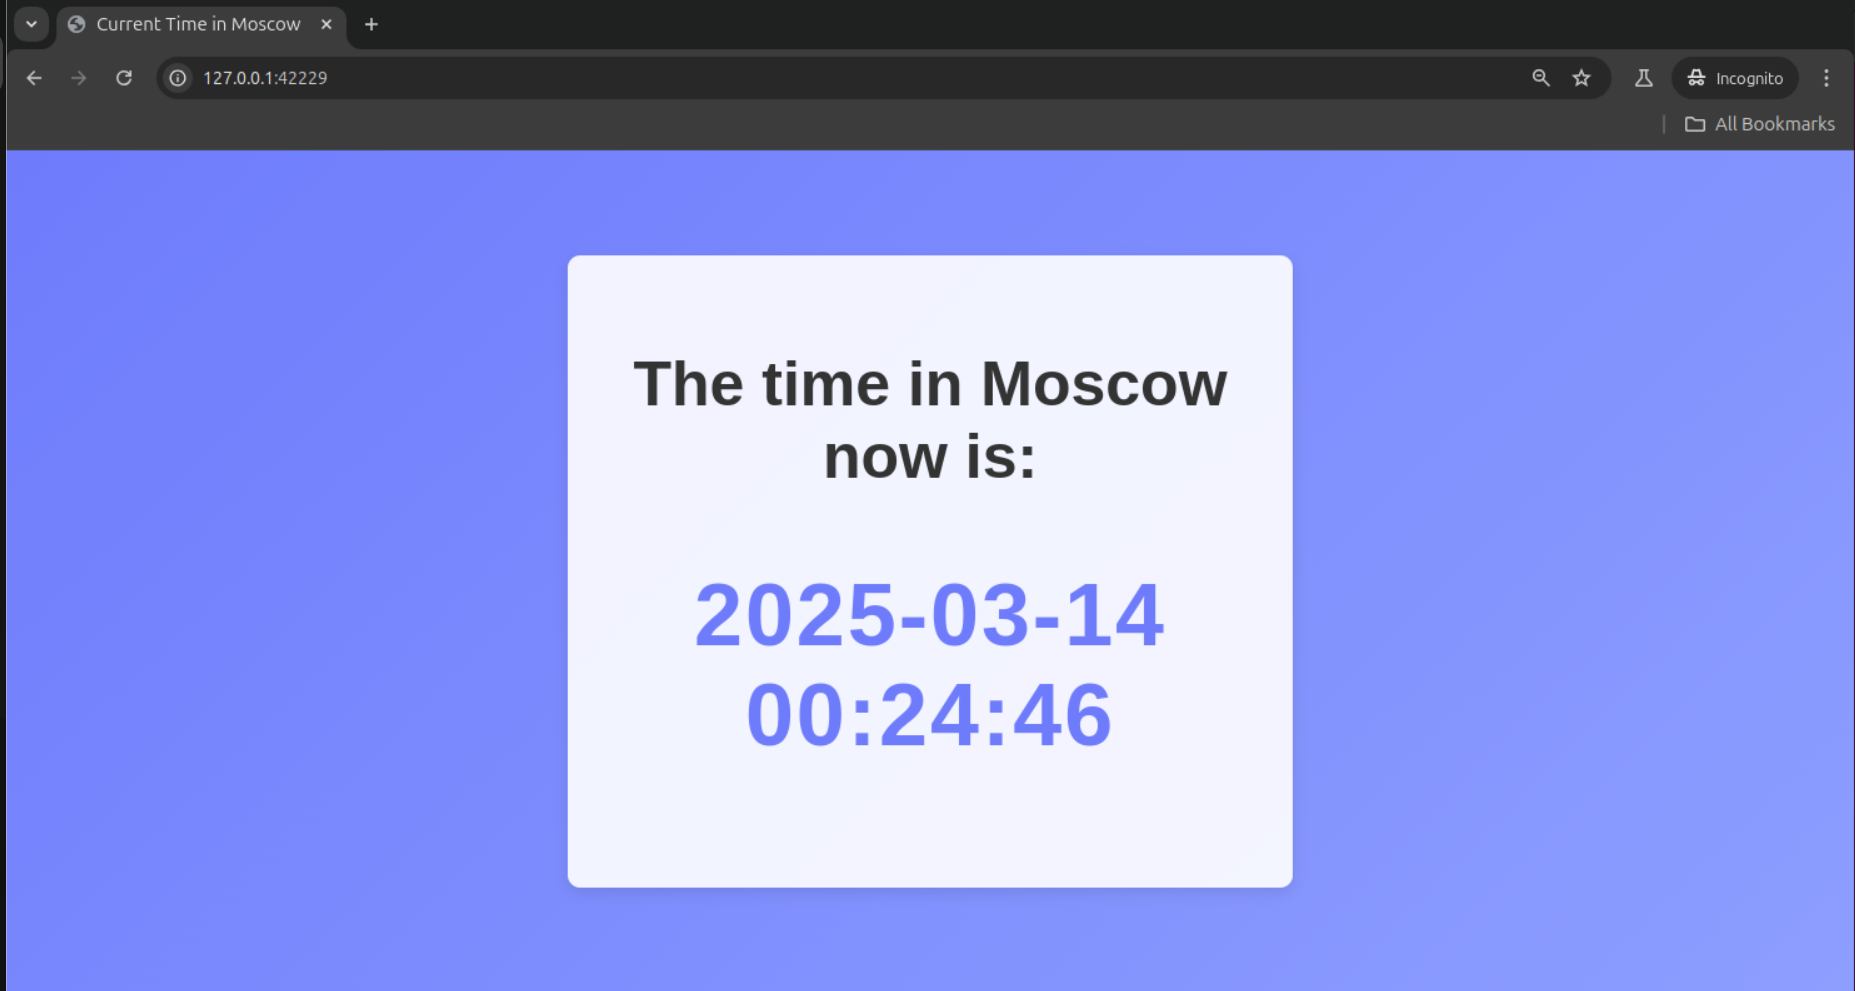 Current Time in Moscow
127.0.0.1:42229
Incognito
All Bookmarks
The time in Moscow
now is:
2025-03-14
00:24:46